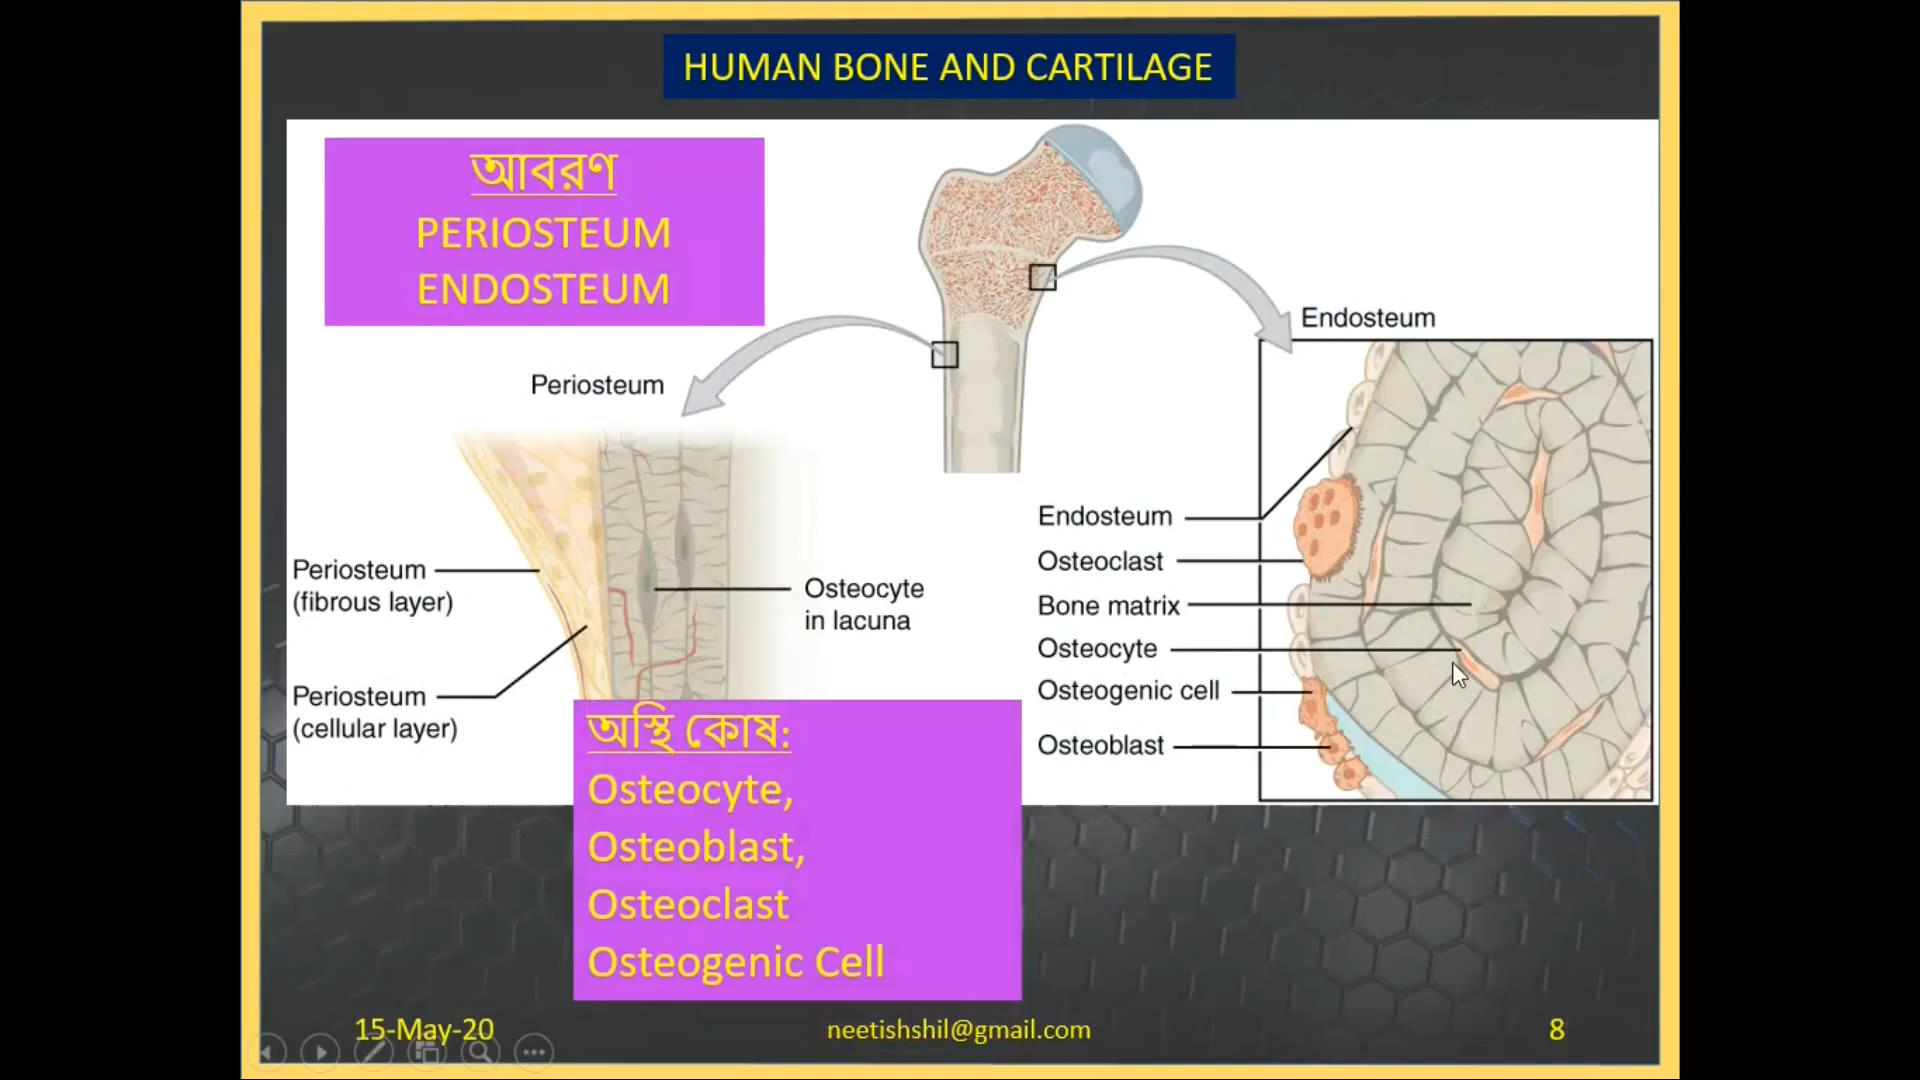 HUMAN BONE AND CARTILAGE
আবরণ
PERIOSTEUM
ENDOSTEUM
Periosteum
Endosteum
Periosteum
(fibrous layer)
Periosteum
(cellular layer)
Osteocyte
in lacuna
Endosteum
Osteoclast
Bone matrix
Osteocyte
Osteogenic cell
Osteoblast
অস্থি কোষ:
Osteocyte,
Osteoblast,
Osteoclast
Osteogenic Cell
15-May-20
neetishshil@gmail.com
8